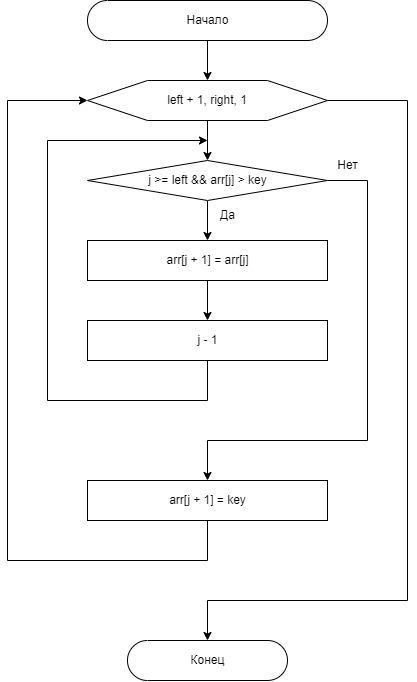 Начало
left + 1, right, 1
j >= left && arr[j] > key
Нет
Да
arr[j + 1] = arr[j]
j - 1
arr[j + 1] = key
Конец